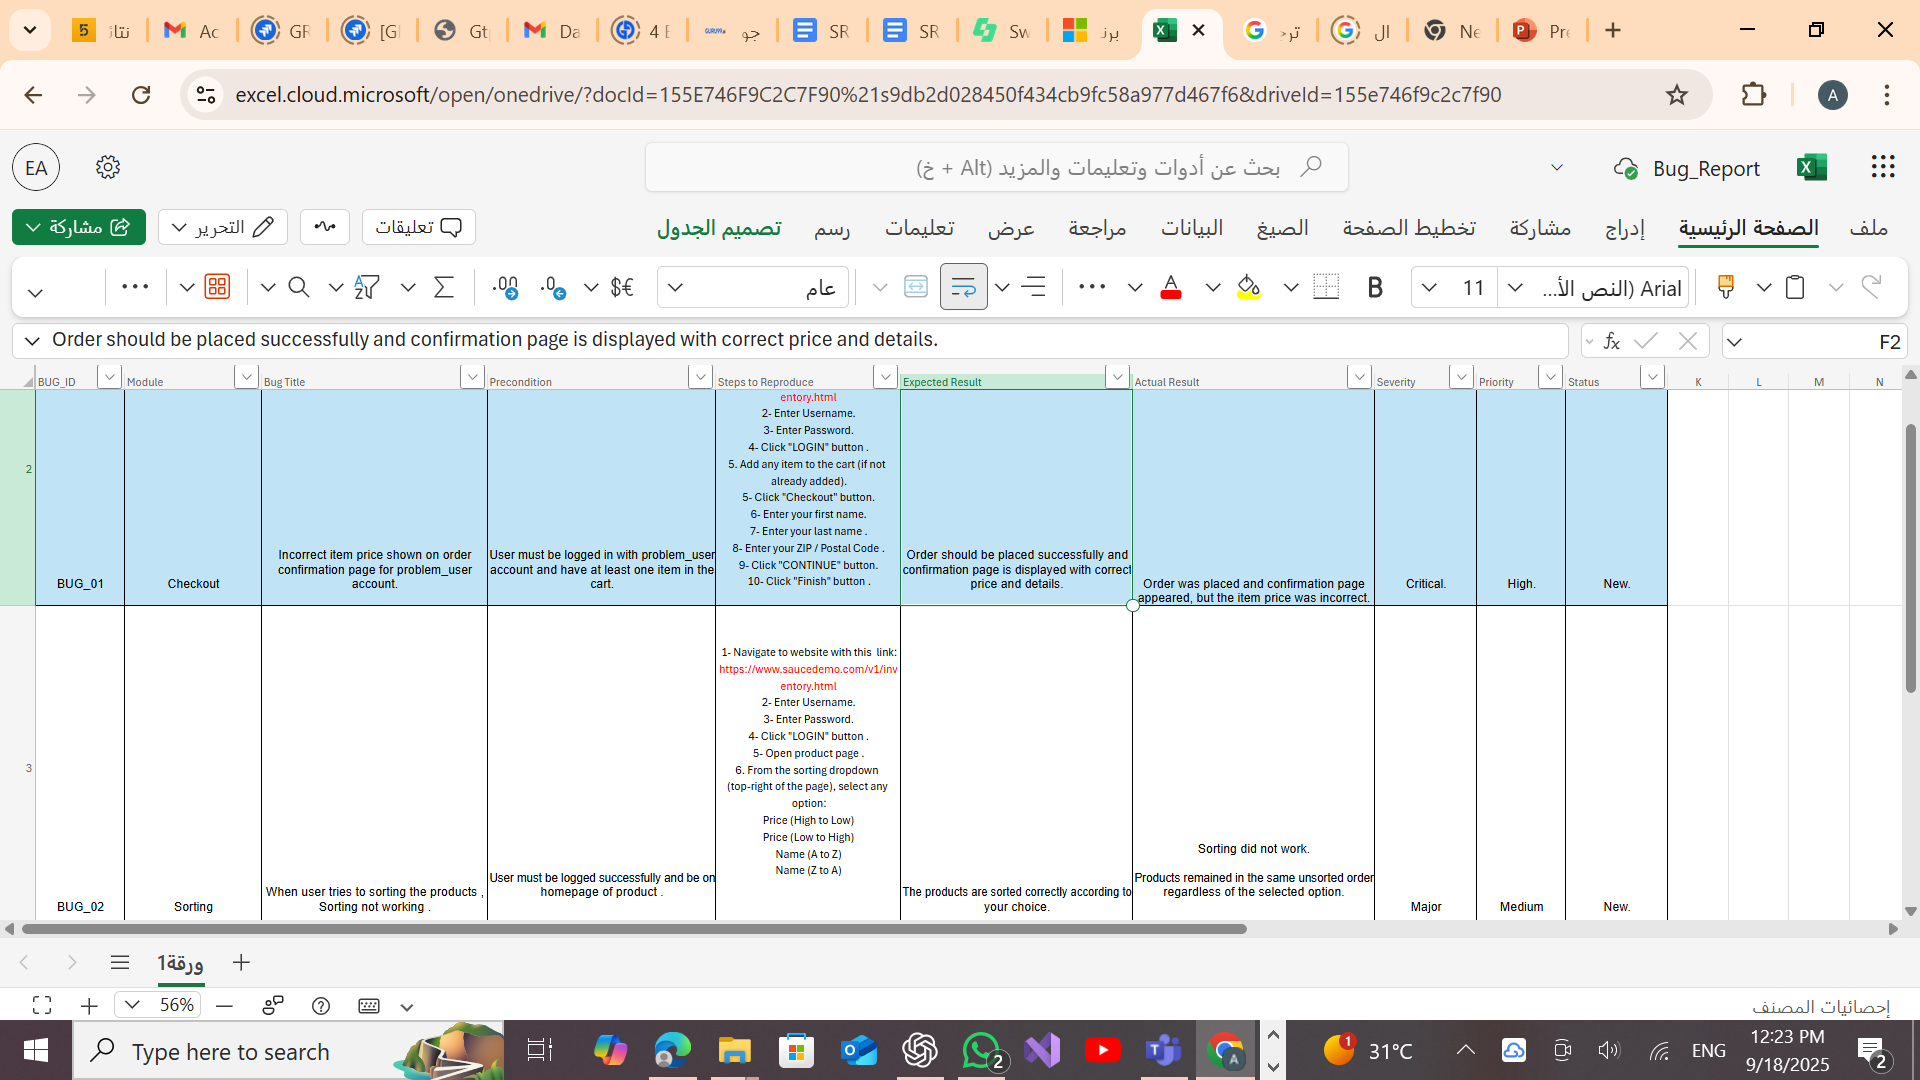 نتائ
Ac
GR
[GI
Gt
Da
4 E
جو
SR
SR
Sw
برن
ترج
ال
Ne
Pre
excel.cloud.microsoft/open/onedrive/?docId=155E746F9C2C7F90%21s9db2d028450f434cb9fc58a977d467f6&driveId=155e746f9c2c7f90
A
EA
بحث عن أدوات وتعليمات والمزيد (Alt + خ)
Bug_Report
ملف
الصفحة الرئيسية
إدراج
مشاركة
تخطيط الصفحة
الصيغ
البيانات
مراجعة
عرض
تعليمات
رسم
تصميم الجدول
تعليقات
التحرير
مشاركة
Arial (النص الأ...
11
B
عام
Order should be placed successfully and confirmation page is displayed with correct price and details.
fx
F2
BUG_ID Module Bug Title Precondition Steps to Reproduce Expected Result Actual Result Severity Priority Status K L M N
2
BUG_01
Checkout
Incorrect item price shown on order
confirmation page for problem_user
account.
User must be logged in with problem_user
account and have at least one item in the
cart.
entory.html
2- Enter Username.
3- Enter Password.
4- Click "LOGIN" button .
5. Add any item to the cart (if not
already added).
5- Click "Checkout" button.
6- Enter your first name.
7- Enter your last name .
8- Enter your ZIP / Postal Code .
9- Click "CONTINUE" button.
10- Click "Finish" button .
Order should be placed successfully and
confirmation page is displayed with correct
price and details.
Order was placed and confirmation page
appeared, but the item price was incorrect.
Critical.
High.
New.
3
BUG_02
Sorting
When user tries to sorting the products ,
Sorting not working .
User must be logged successfully and be on
homepage of product .
1- Navigate to website with this link:
https://www.saucedemo.com/v1/inv
entory.html
2- Enter Username.
3- Enter Password.
4- Click "LOGIN" button .
5- Open product page .
6. From the sorting dropdown
(top-right of the page), select any
option:
Price (High to Low)
Price (Low to High)
Name (A to Z)
Name (Z to A)
The products are sorted correctly according to
your choice.
Sorting did not work.
Products remained in the same unsorted order
regardless of the selected option.
Major
Medium
New.
ورقة1
56%
إحصائيات المصنف
Type here to search
2
A
1
31°C
ENG
12:23 PM
9/18/2025
2